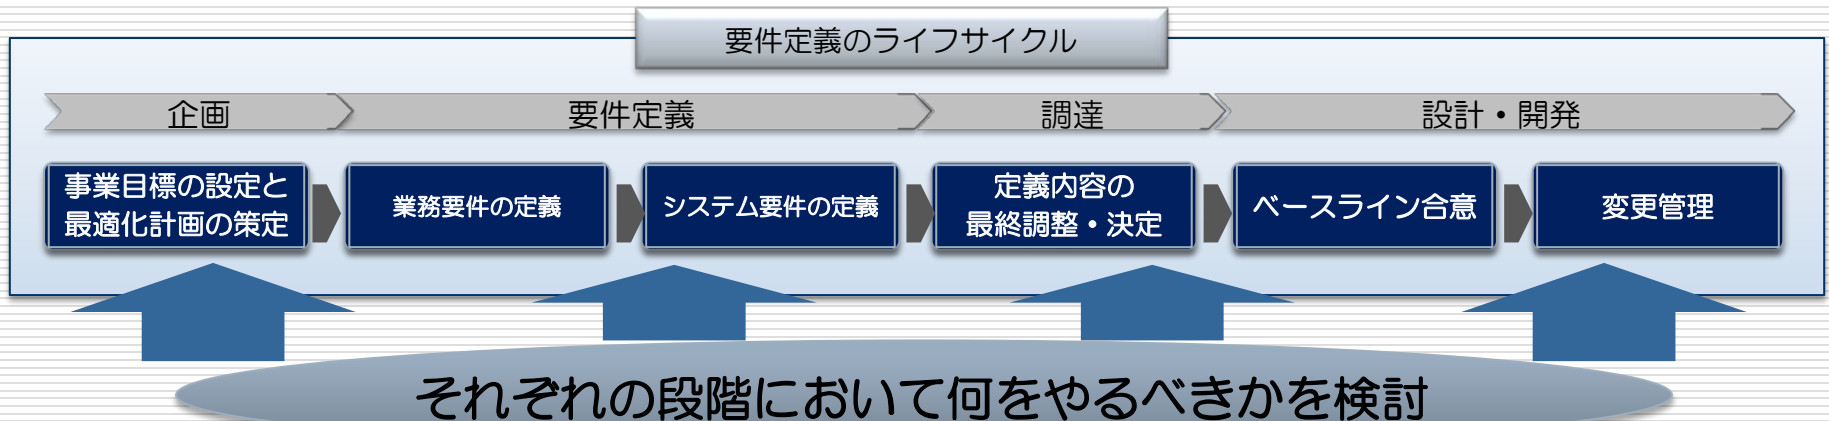 要件定義のライフサイクル
企画
要件定義
調達
設計・開発
事業目標の設定と
最適化計画の策定
業務要件の定義
システム要件の定義
定義内容の
最終調整・決定
ベースライン合意
変更管理
それぞれの段階において何をやるべきかを検討